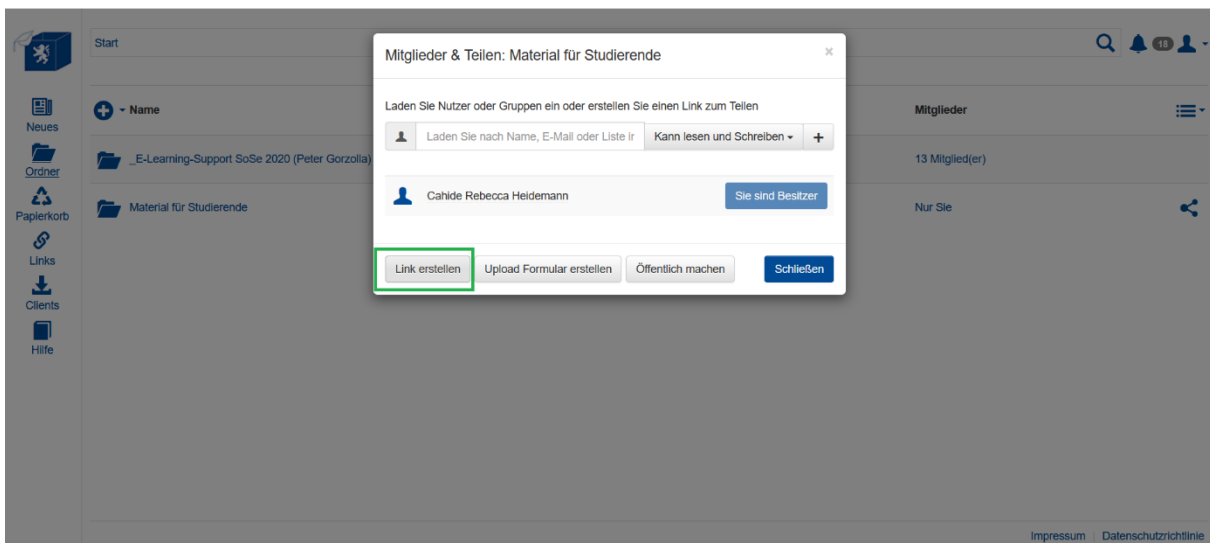 Start
18
Mitglieder & Teilen: Material für Studierende
×
Laden Sie Nutzer oder Gruppen ein oder erstellen Sie einen Link zum Teilen
Laden Sie nach Name, E-Mail oder Liste ir
Kann lesen und Schreiben
+
Cahide Rebecca Heidemann
Sie sind Besitzer
Link erstellen
Upload Formular erstellen
Öffentlich machen
Schließen
Neues
Ordner
Papierkorb
Links
Clients
Hilfe
Name
Mitglieder
_E-Learning-Support SoSe 2020 (Peter Gorzolla)
13 Mitglied(er)
Material für Studierende
Nur Sie
Impressum
Datenschutzrichtlinie